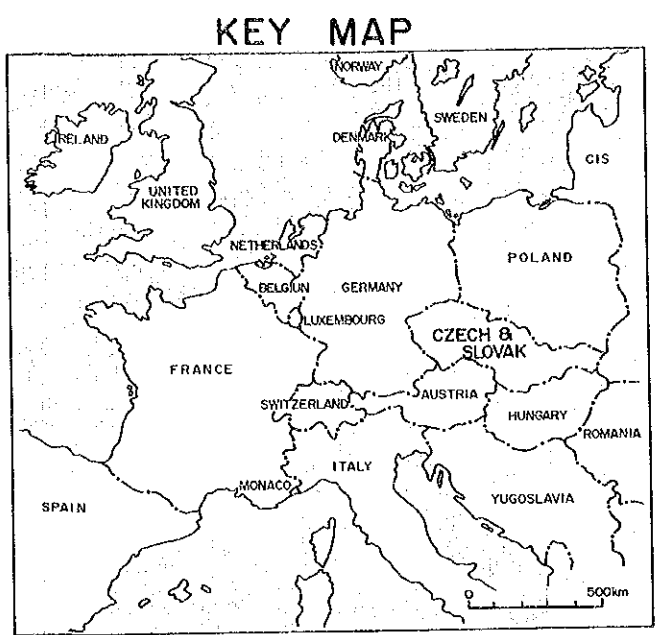 KEY MAP
NORWAY
SWEDEN
IRELAND
DENMARK
CIS
UNITED
KINGDOM
NETHERLANDS
POLAND
BELGIUN
GERMANY
LUXEMBOURG
CZECH &
SLOVAK
FRANCE
SWITZERLAND
AUSTRIA
HUNGARY
ROMANIA
ITALY
MONACO
SPAIN
YUGOSLAVIA
0 500km